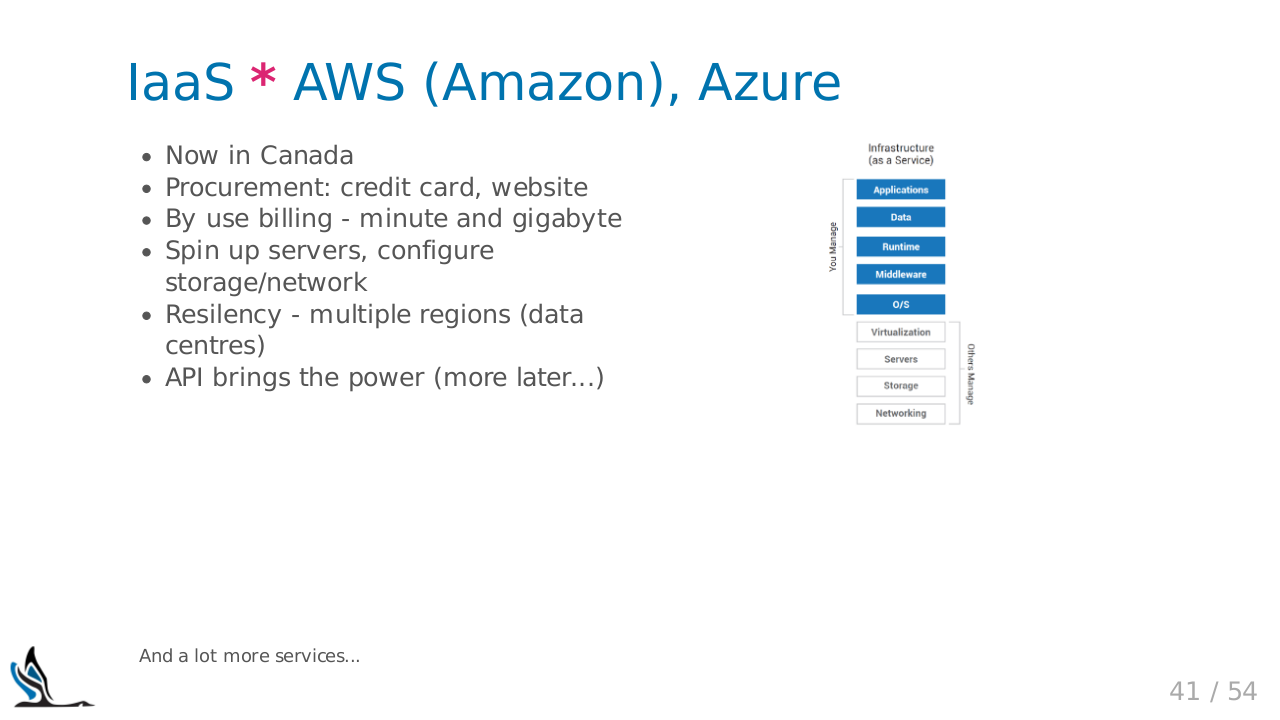 IaaS * AWS (Amazon), Azure
• Now in Canada
• Procurement: credit card, website
• By use billing - minute and gigabyte
• Spin up servers, configure
storage/network
• Resilency - multiple regions (data
centres)
• API brings the power (more later...)
Infrastructure
(as a Service)
You Manage
Applications
Data
Runtime
Middleware
O/S
Virtualization
Servers
Storage
Networking
Others Manage
And a lot more services...
41 / 54